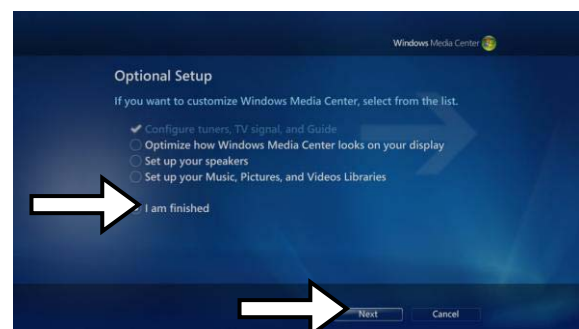 Windows Media Center
Optional Setup
If you want to customize Windows Media Center, select from the list.
Configure tuners, TV signal, and Guide
Optimize how Windows Media Center looks on your display
Set up your speakers
Set up your Music, Pictures, and Videos Libraries
I am finished
Next Cancel